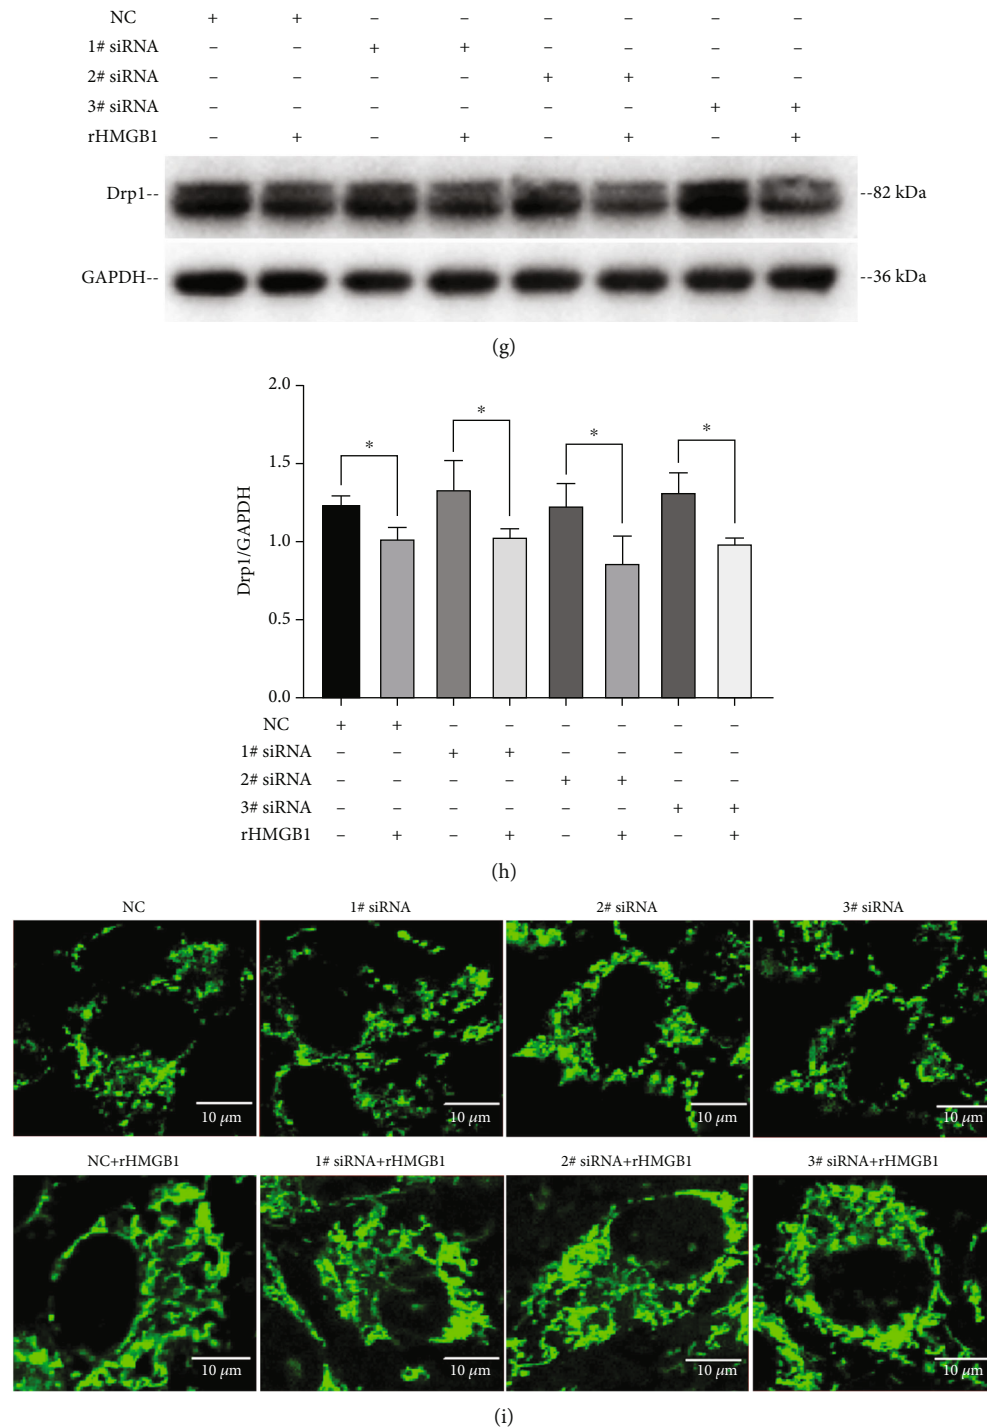 NC + + – – – – – –
1# siRNA – – + + – – – –
2# siRNA – – – – + + – –
3# siRNA – – – – – – + +
rHMGB1 – + – + – + – +
Drp1-- --82 kDa
GAPDH-- --36 kDa
(g)
2.0
1.5
1.0
0.5
0.0
Drp1/GAPDH
* * * *
NC + + – – – – – –
1# siRNA – – + + – – – –
2# siRNA – – – – + + – –
3# siRNA – – – – – – + +
rHMGB1 – + – + – + – +
(h)
NC 1# siRNA 2# siRNA 3# siRNA
10 μm 10 μm 10 μm 10 μm
NC+rHMGB1 1# siRNA+rHMGB1 2# siRNA+rHMGB1 3# siRNA+rHMGB1
10 μm 10 μm 10 μm 10 μm
(i)